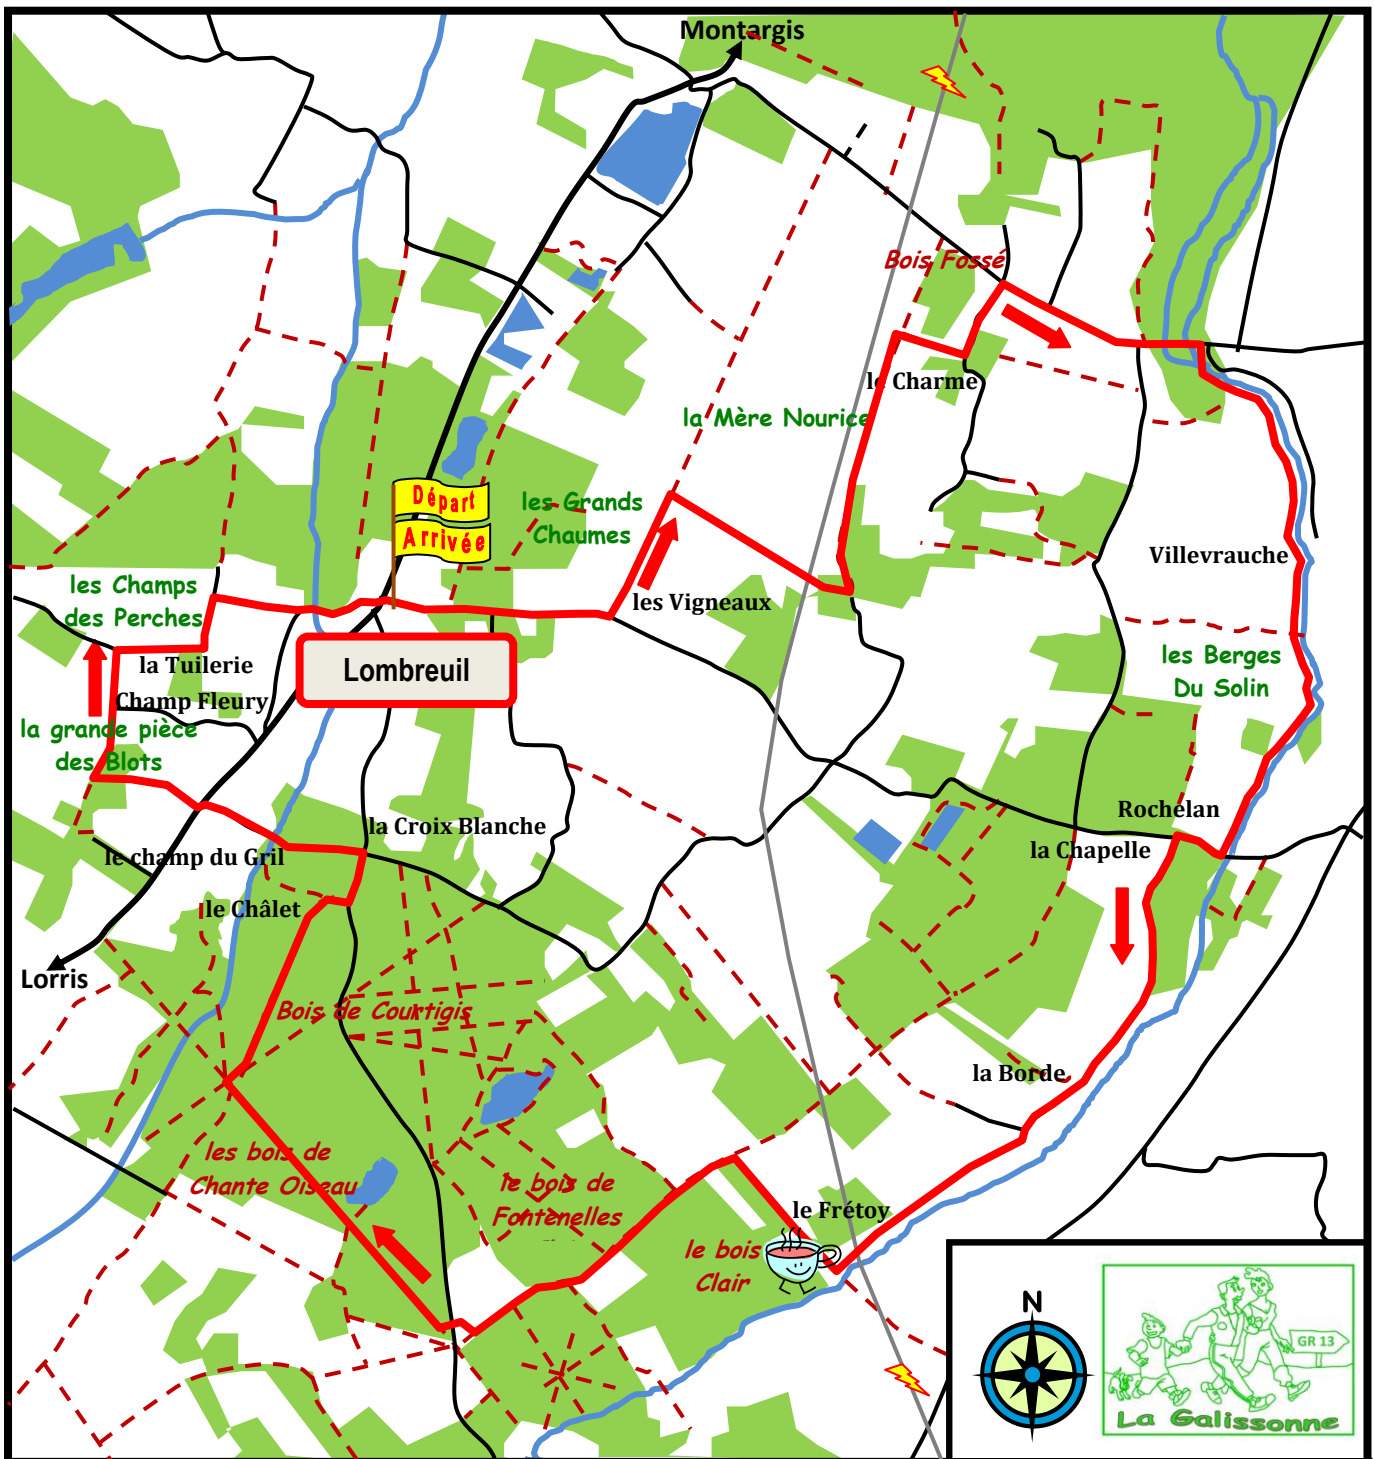 Montargis
Bois Fossé
le Charme
la Mère Nourice
Départ
Arrivée
les Grands
Chaumes
Villevrauche
les Champs
des Perches
les Vigneaux
la Tuilerie
Champ Fleury
Lombreuil
les Berges
Du Solin
la grande pièce
des Blots
Rochelan
la Croix Blanche
la Chapelle
le champ du Gril
le Châlet
Lorris
Bois de Courtigis
la Borde
les bois de
Chante Oiseau
le bois de
Fontenelles
le Frétoy
le bois
Clair
N
GR 13
La Galissonne